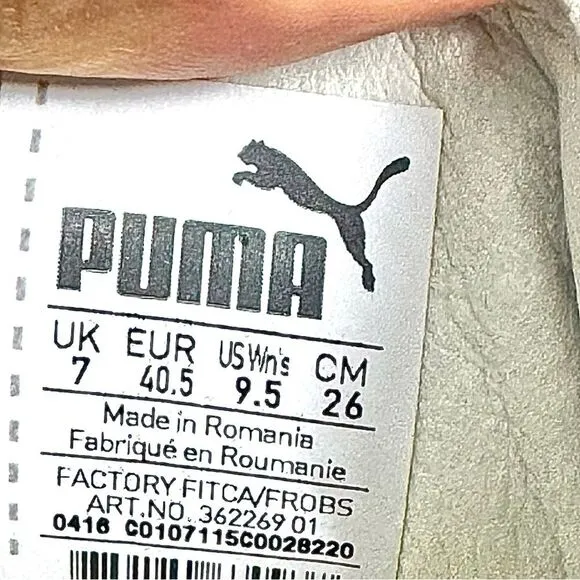 PUMA
UK EUR US Wn's CM
7 40.5 9.5 26
Made in Romania
Fabriqué en Roumanie
FACTORY FITCA/FROBS
ART.NO. 362269 01
0416 C0107115C0028220